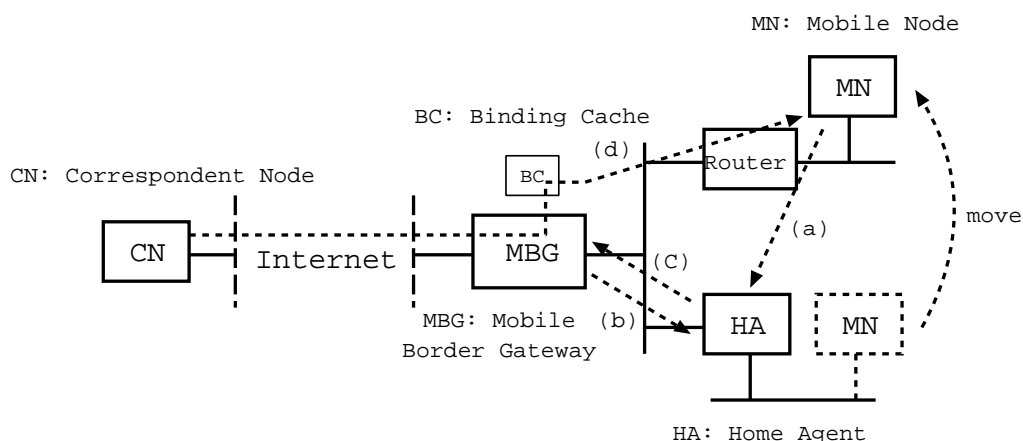 MN: Mobile Node
MN
BC: Binding Cache
(d)
Router
CN: Correspondent Node
BC
move
(a)
CN
Internet
MBG
(C)
MBG: Mobile
Border Gateway
(b)
HA
MN
HA: Home Agent